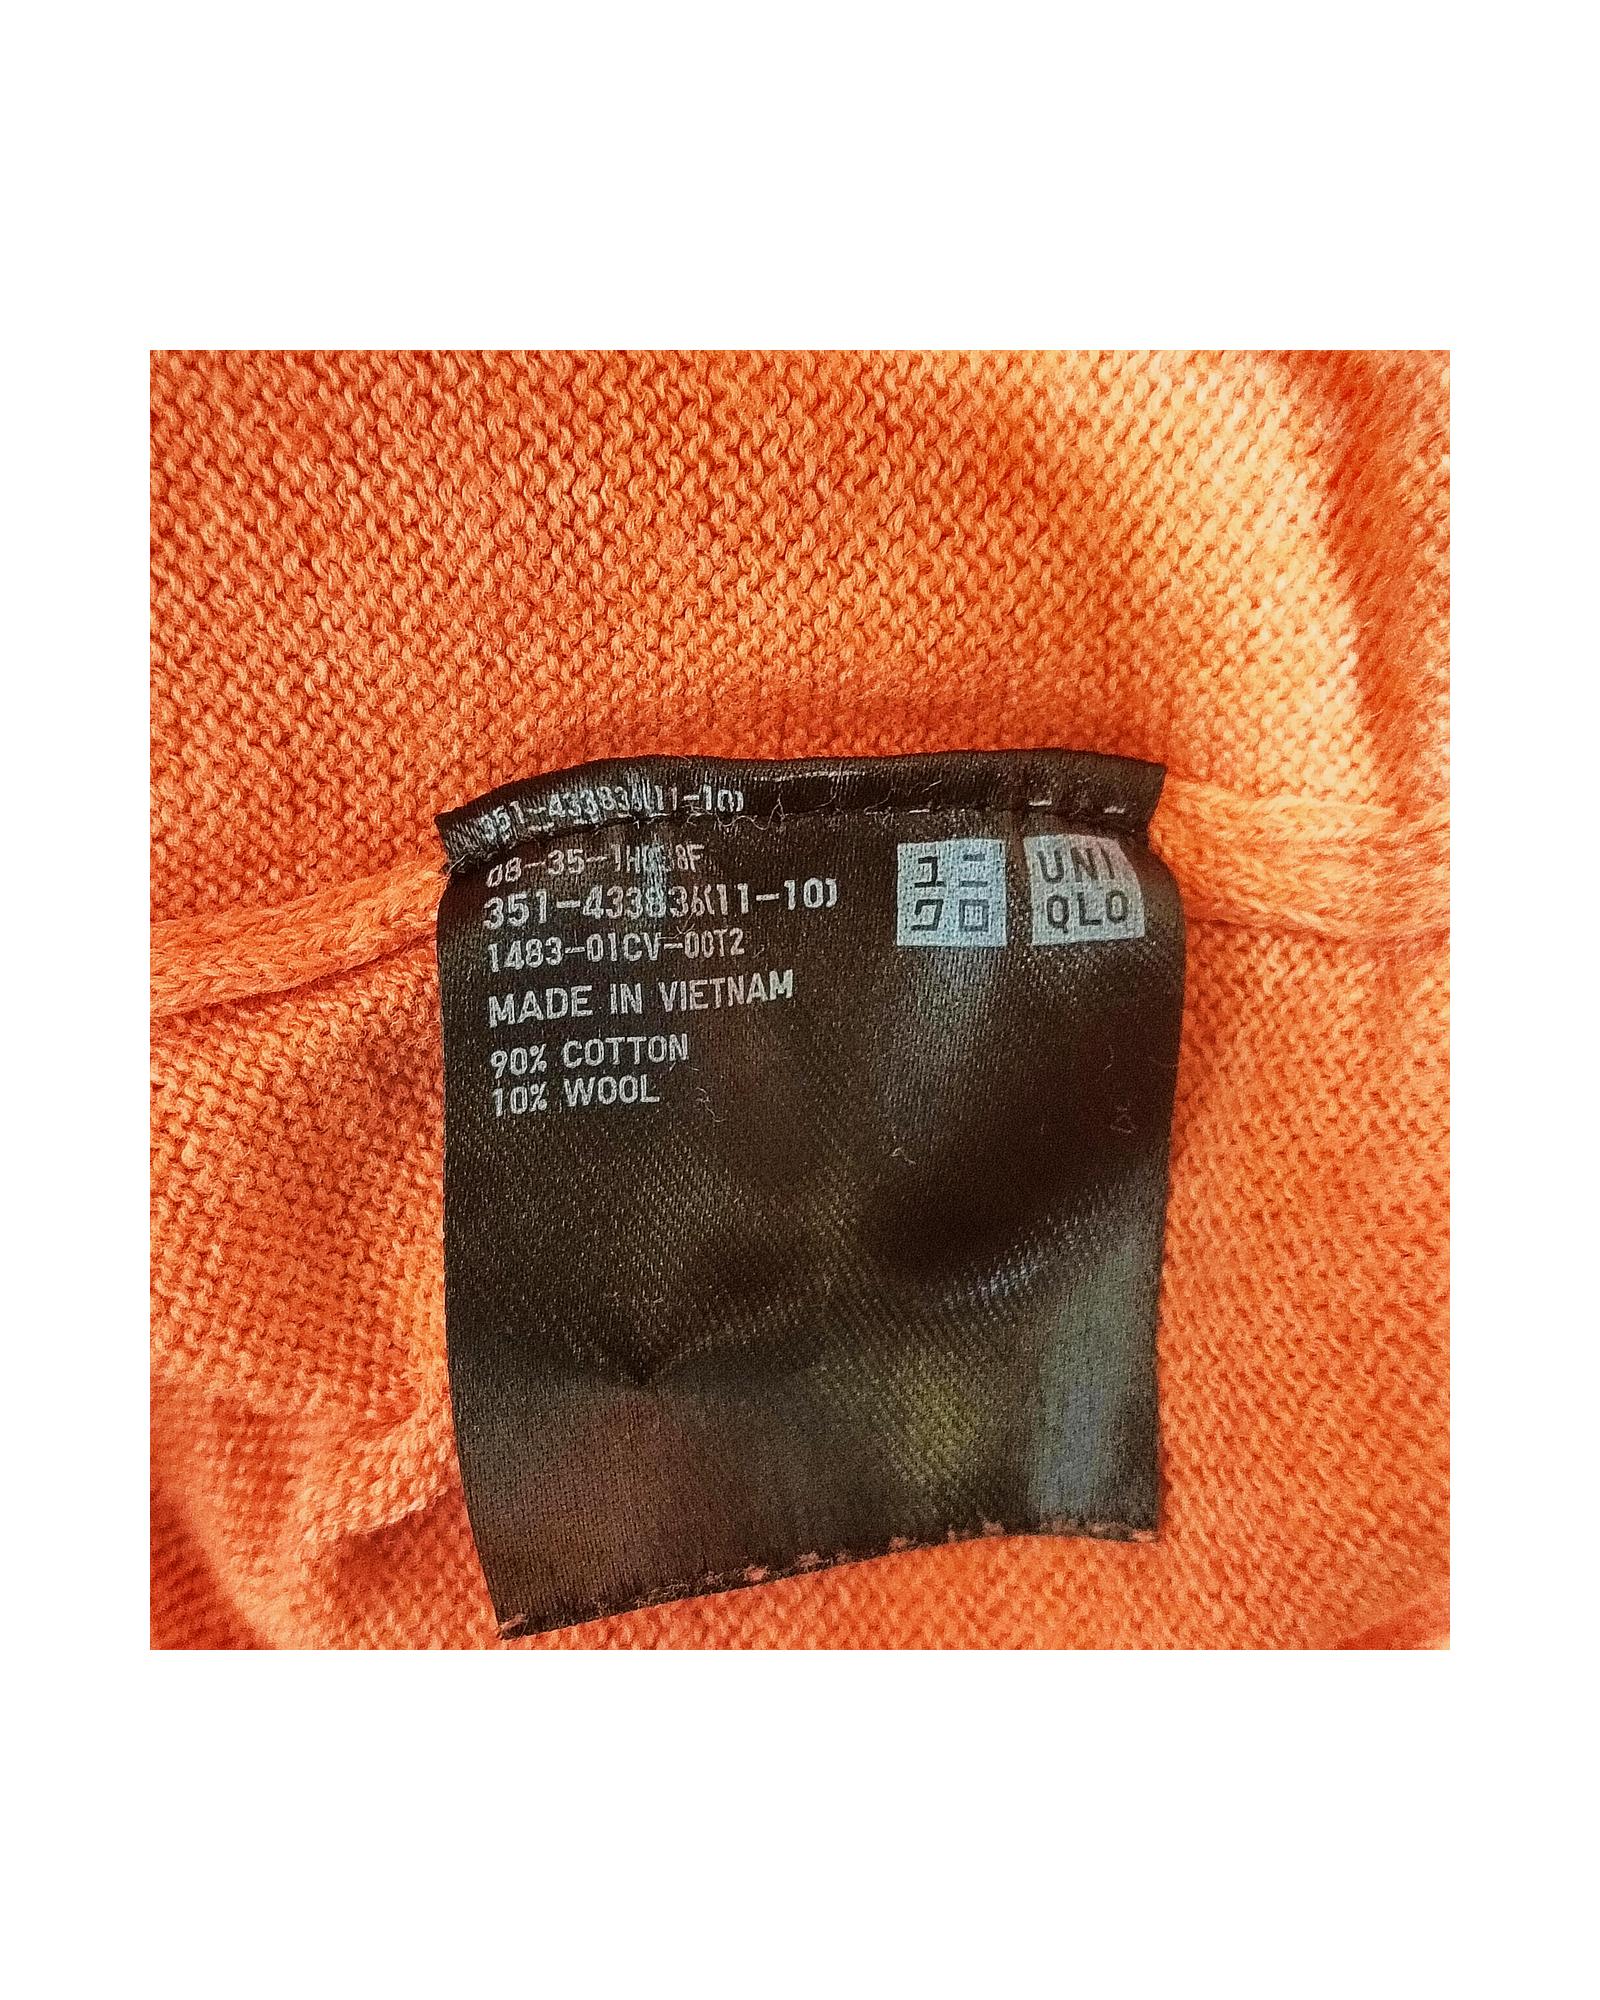 351-433836(11-10)
351-433836(11-10)
1483-01CV-00T2
MADE IN VIETNAM
90% COTTON
10% WOOL
ユニ
クロ
UNI
QLO